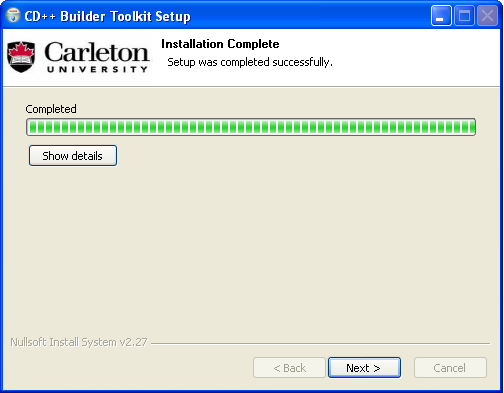 CD++ Builder Toolkit Setup
Carleton
UNIVERSITY
Installation Complete
Setup was completed successfully.
Completed
Show details
Nullsoft Install System v2.27
< Back
Next >
Cancel